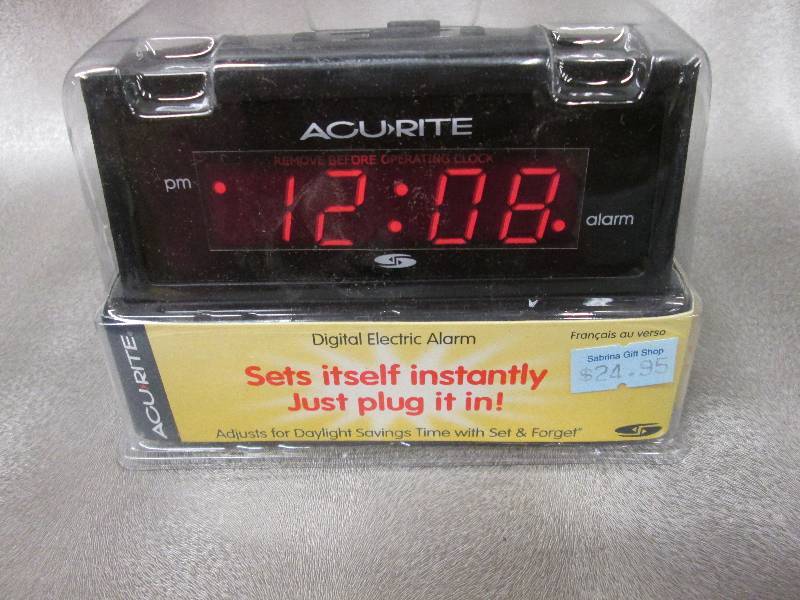 ACURITE
REMOVE BEFORE OPERATING CLOCK
pm
12:08
alarm
ACURITE
Digital Electric Alarm
Français au verso
Sabrina Gift Shop
$24.95
Sets itself instantly
Just plug it in!
Adjusts for Daylight Savings Time with Set & Forget"